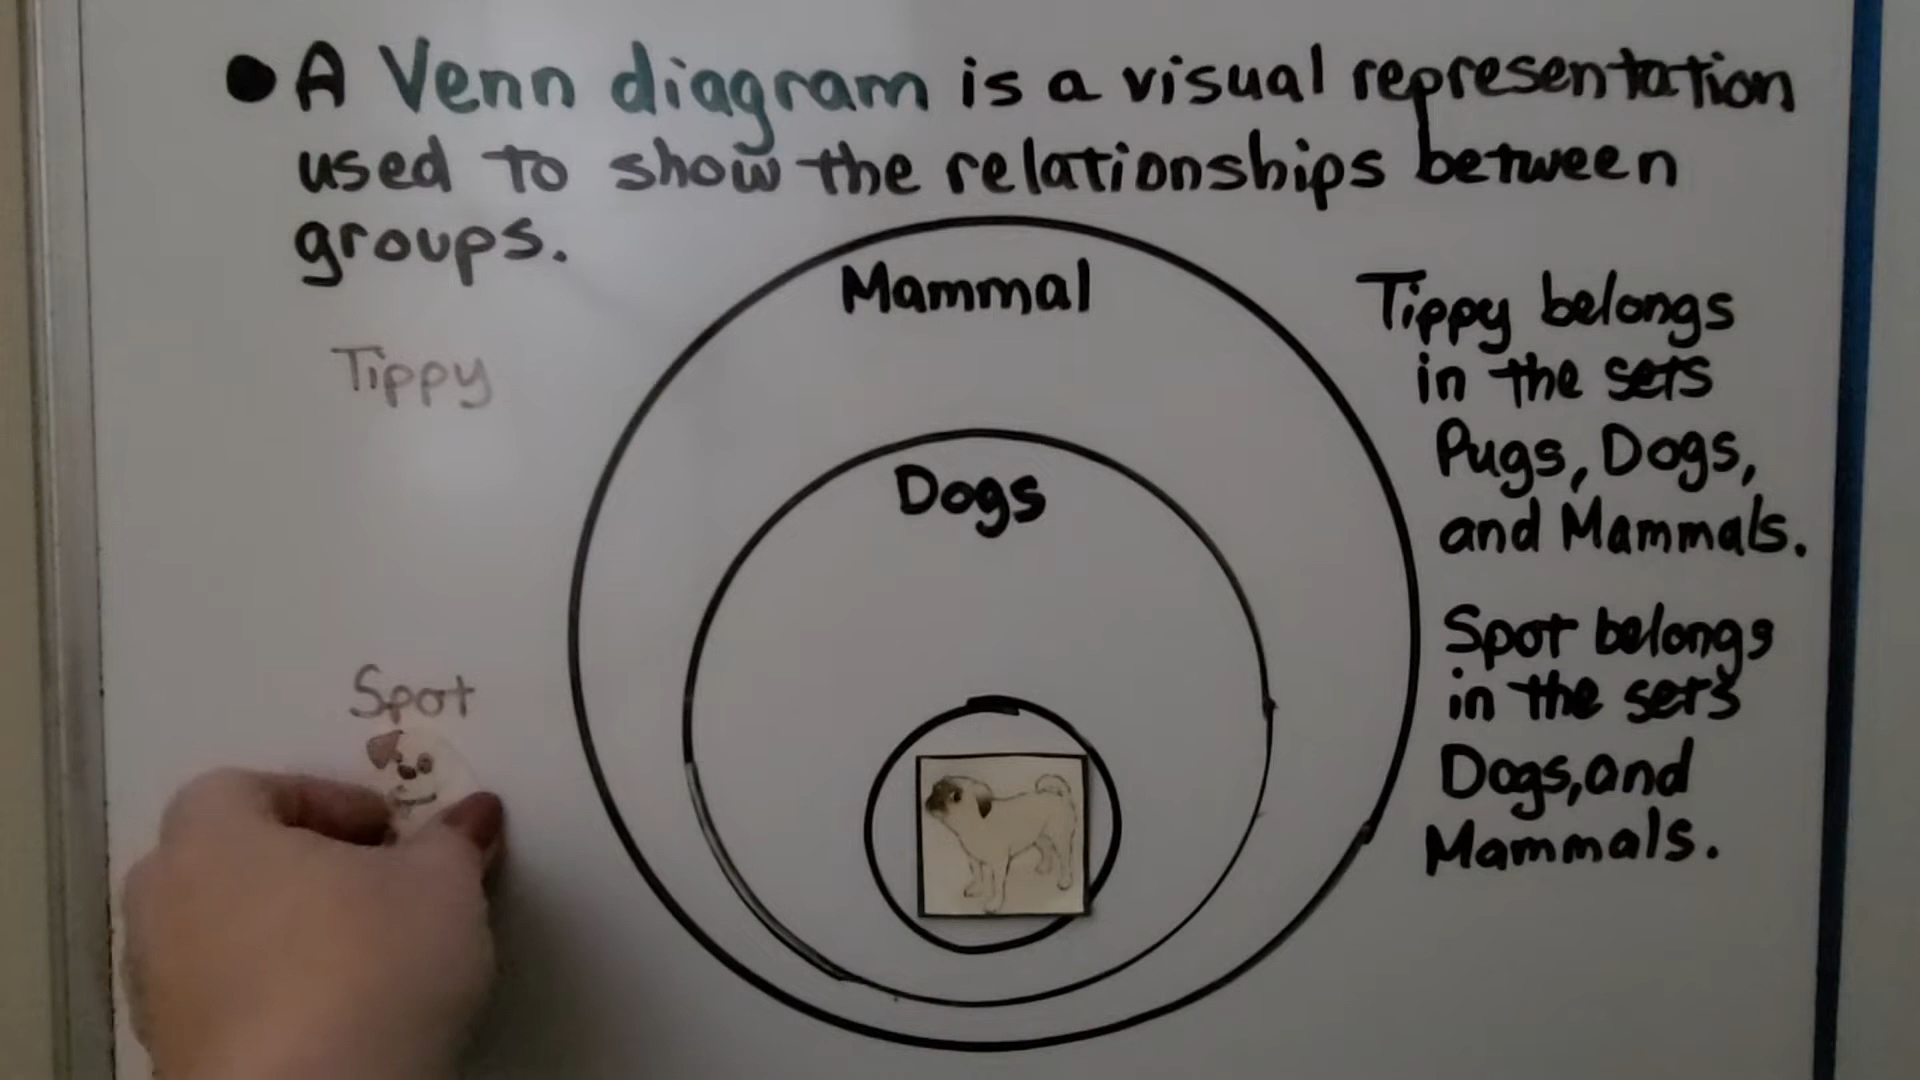 ● A Venn diagram is a visual representation
used to show the relationships between
groups.
Tippy
Spot
Mammal
Dogs
Tippy belongs
in the sets
Pugs, Dogs,
and Mammals.
Spot belongs
in the sets
Dogs, and
Mammals.